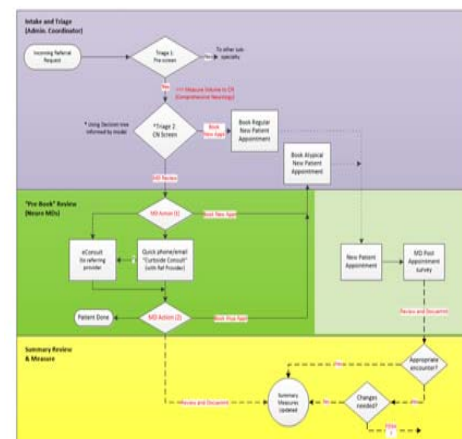 Intake and Triage
(Admin. Coordinator)
Incoming Referral
Request
Triage 1:
Pre screen
To other sub-
specialty
*** Measure Volume to CN
(Comprehensive Neurology)
* Using Decision tree
informed by model
*Triage 2
CN Screen
Book
New Appt
Book Regular
New Patient
Appointment
Book Atypical
New Patient
Appointment
MD Review
"Pre Book" Review
(Neuro MDs)
MD Action (1)
Book New Appt
eConsult
for referring
provider
Quick phone/email
"Curbside Consult"
(with Ref Provider)
New Patient
Appointment
MD Post
Appointment
survey
Patient Done
MD Action (2)
Review and Document
Summary Review
& Measure
Appropriate
encounter?
Review and Document
Summary
Measures
Updated
No
Changes
needed?